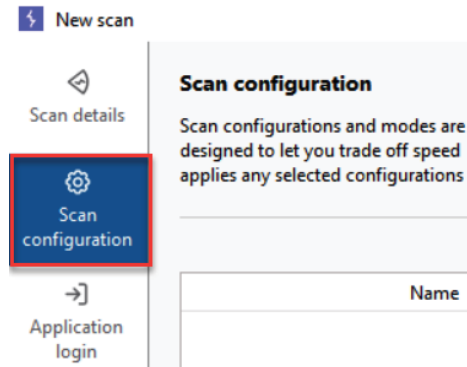 New scan
Scan details
Scan
configuration
Application
login
Scan configuration
Scan configurations and modes are
designed to let you trade off speed
applies any selected configurations
Name